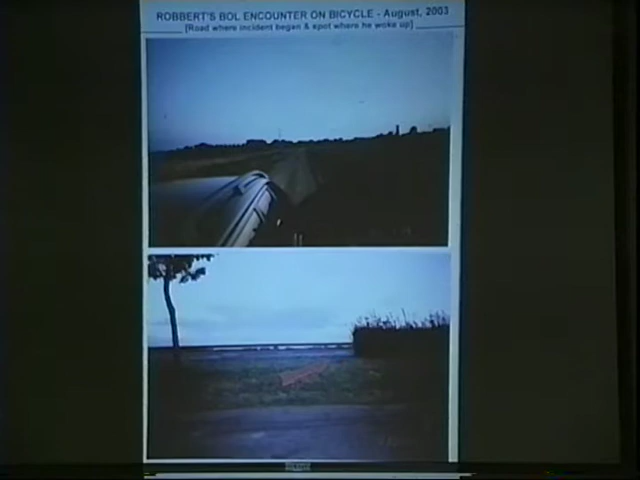 ROBBERT'S BOL ENCOUNTER ON BICYCLE - August, 2003
[Road where incident began & spot where he woke up]